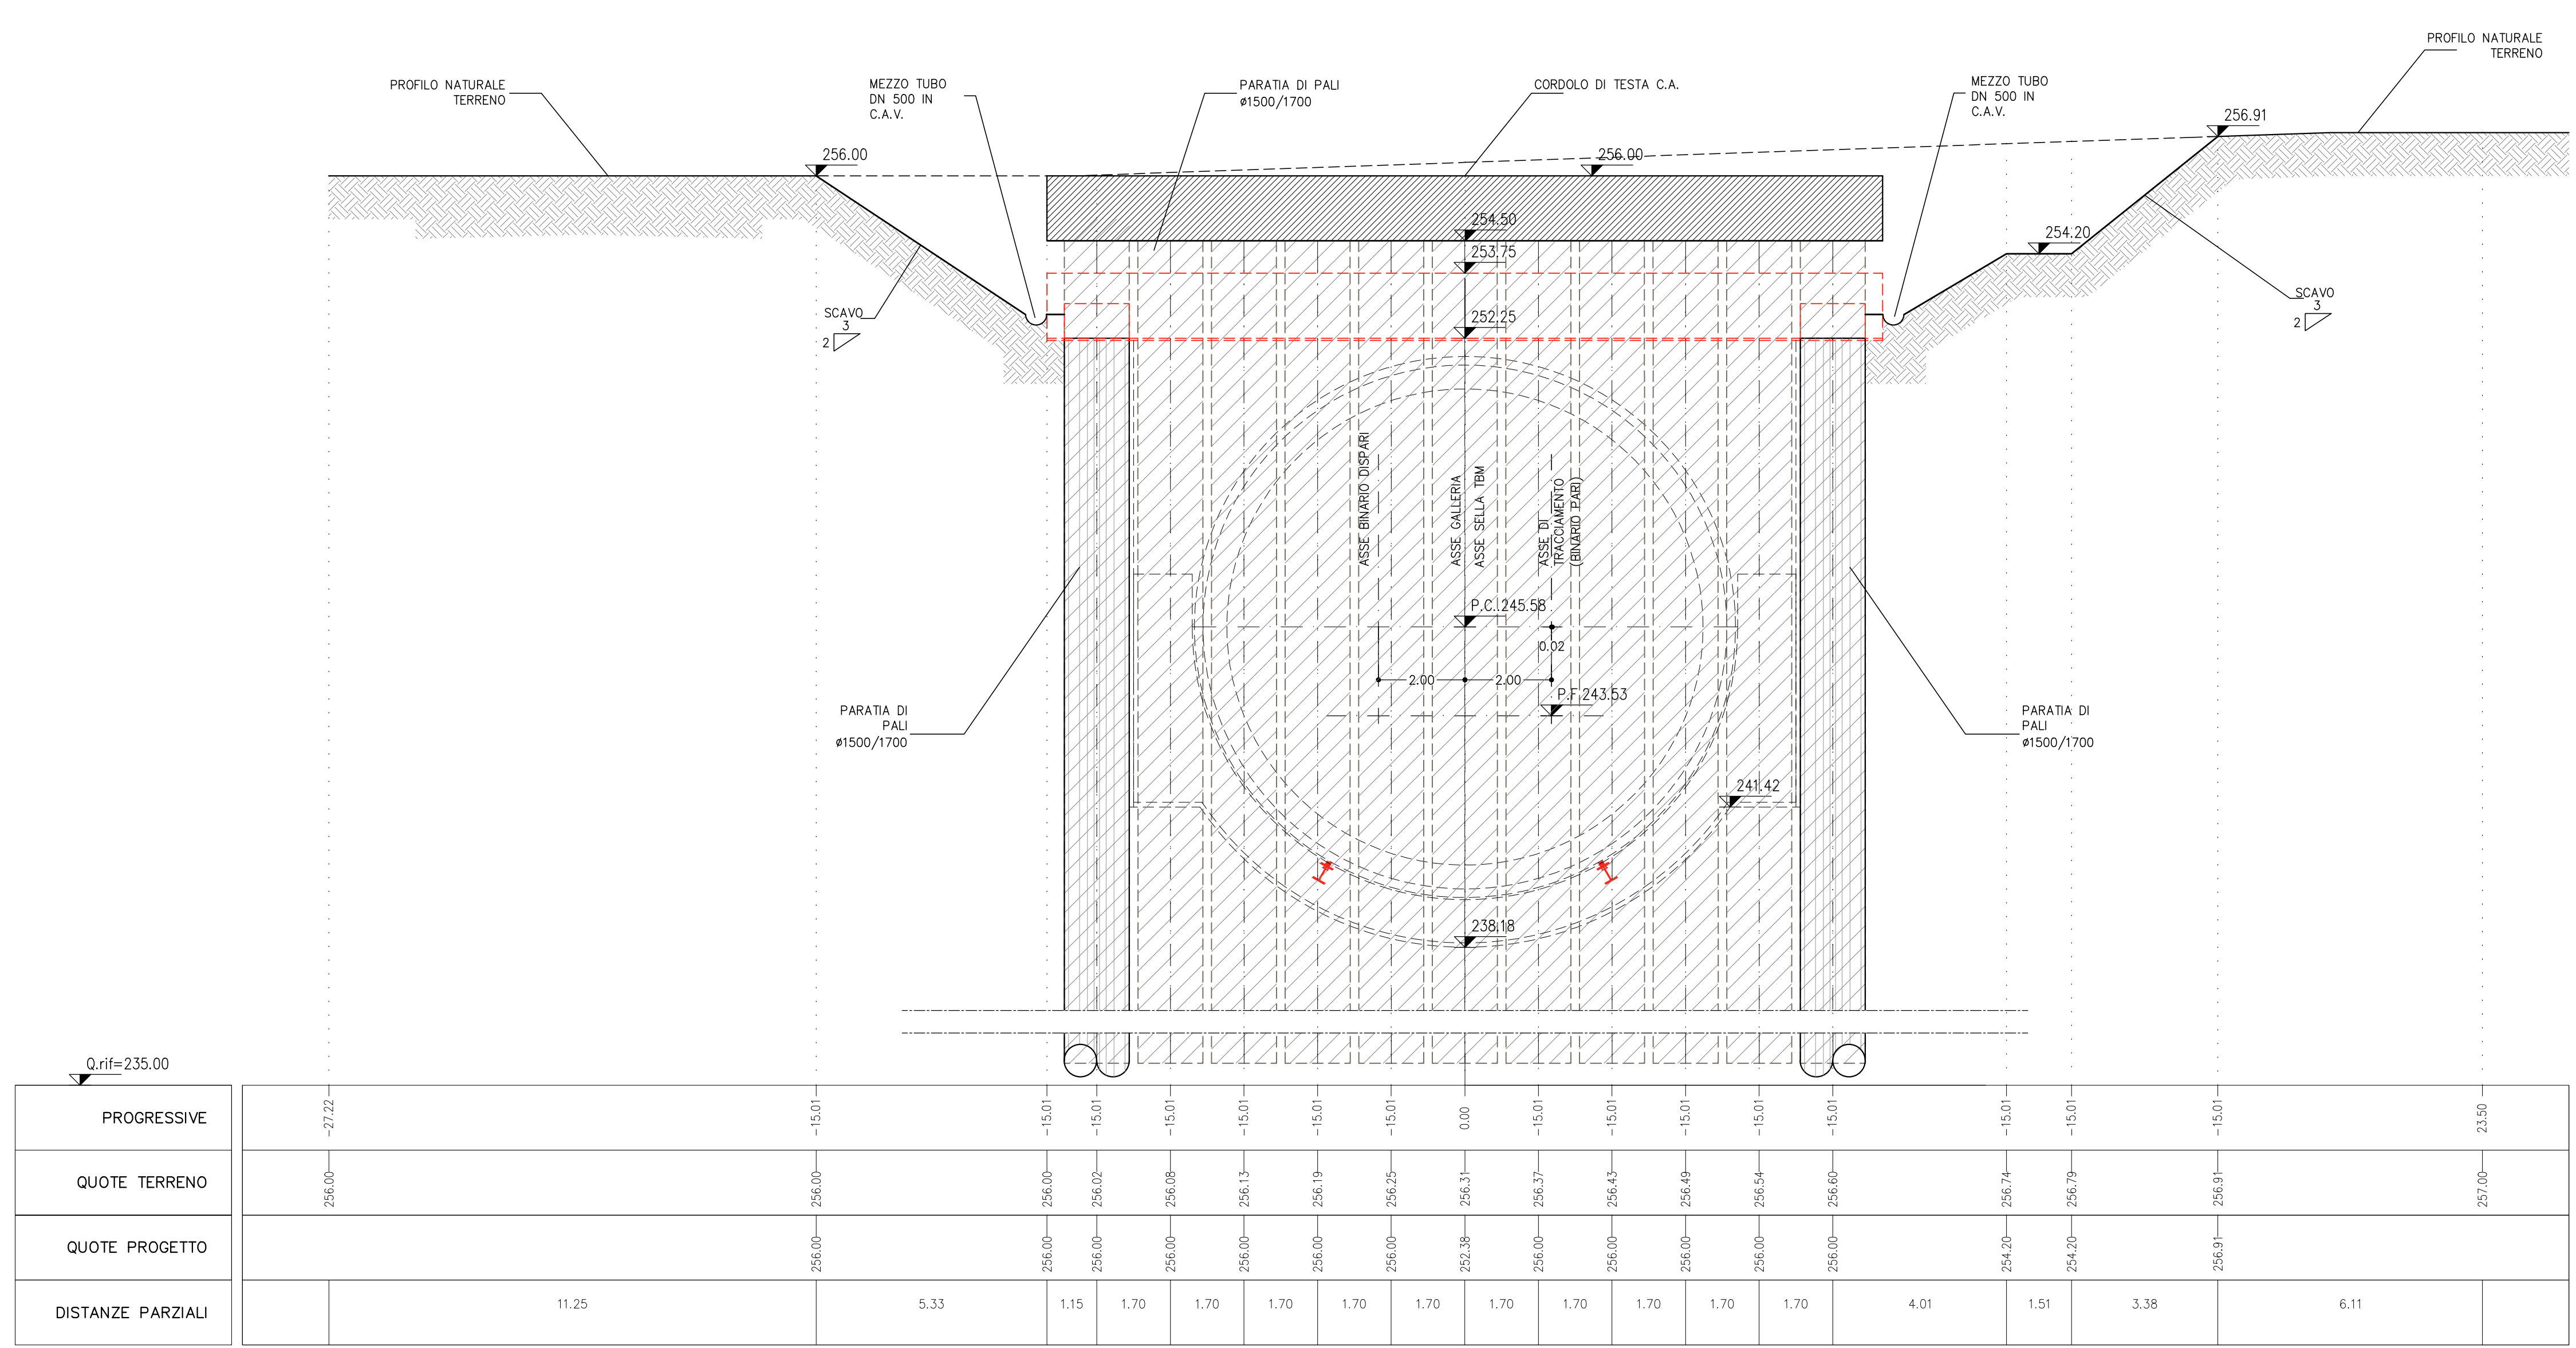 PROFILO NATURALE
TERRENO
PROFILO NATURALE
TERRENO
MEZZO TUBO
DN 500 IN
C.A.V.
PARATIA DI PALI
ø1500/1700
CORDOLO DI TESTA C.A.
MEZZO TUBO
DN 500 IN
C.A.V.
256.91
256.00
256.00
254.50
254.20
253.75
252.25
SCAVO
3
2
SCAVO
3
2
ASSE BINARIO DISPARI
ASSE GALLERIA
ASSE SELLA TBM
ASSE DI
TRACCIAMENTO
(BINARIO PARI)
P.C. 245.58
0.02
2.00
2.00
P.F. 243.53
PARATIA DI
PALI
ø1500/1700
PARATIA DI
PALI
ø1500/1700
241.42
238.18
Q.rif=235.00
PROGRESSIVE
-27.22 -15.01 -15.01 -15.01 -15.01 -15.01 -15.01 -15.01 0.00 -15.01 -15.01 -15.01 -15.01 -15.01 -15.01 -15.01 -15.01 23.50
QUOTE TERRENO
256.00 256.00 256.00 256.02 256.08 256.13 256.19 256.25 256.31 256.37 256.43 256.49 256.54 256.60 256.74 256.79 256.91 257.00
QUOTE PROGETTO
256.00 256.00 256.00 256.00 256.00 256.00 256.00 252.38 256.00 256.00 256.00 256.00 256.00 254.20 254.20 256.91
DISTANZE PARZIALI
11.25 5.33 1.15 1.70 1.70 1.70 1.70 1.70 1.70 1.70 1.70 1.70 1.70 4.01 1.51 3.38 6.11